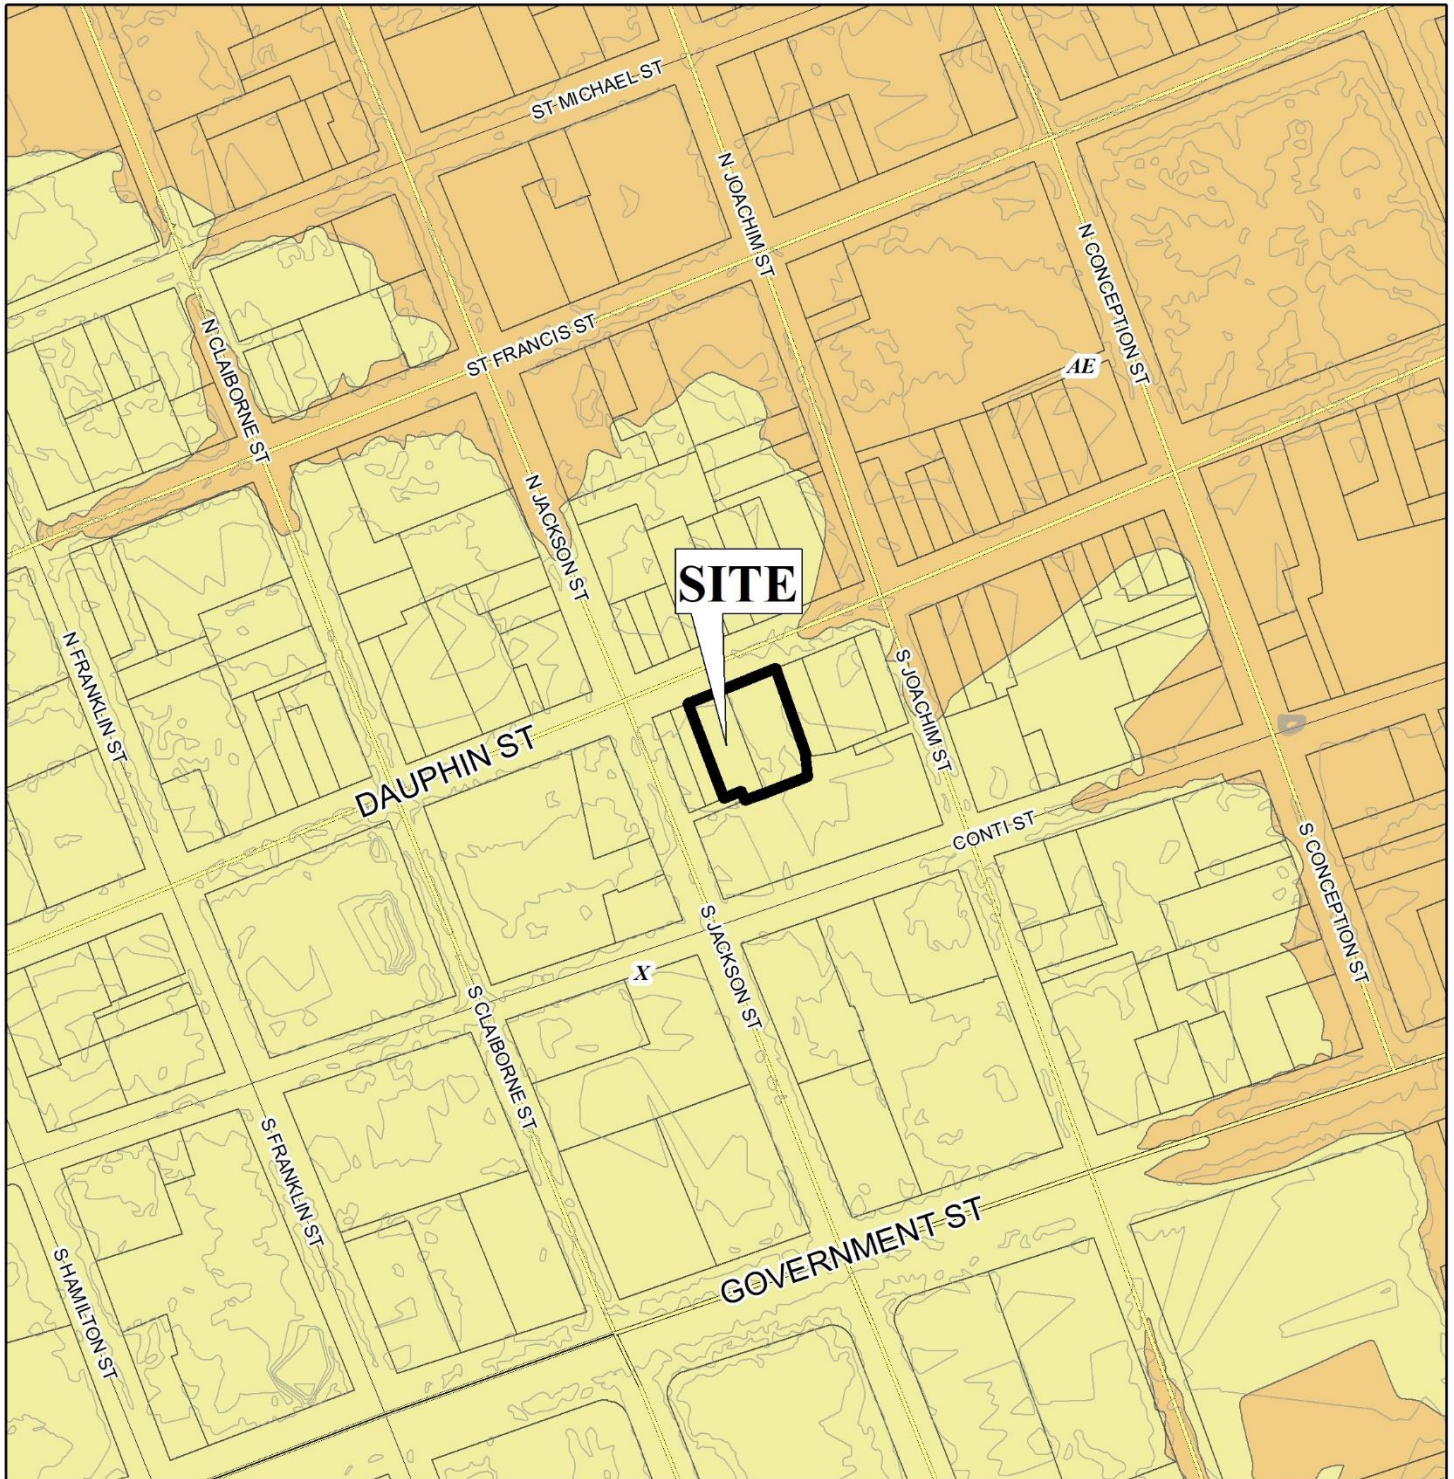 ST MICHAEL ST
N JOACHIM ST
N CONCEPTION ST
N CLAIBORNE ST
ST FRANCIS ST
AE
N JACKSON ST
SITE
N FRANKLIN ST
S JOACHIM ST
DAUPHIN ST
CONTI ST
S CONCEPTION ST
S JACKSON ST
X
S CLAIBORNE ST
S FRANKLIN ST
GOVERNMENT ST
S HAMILTON ST